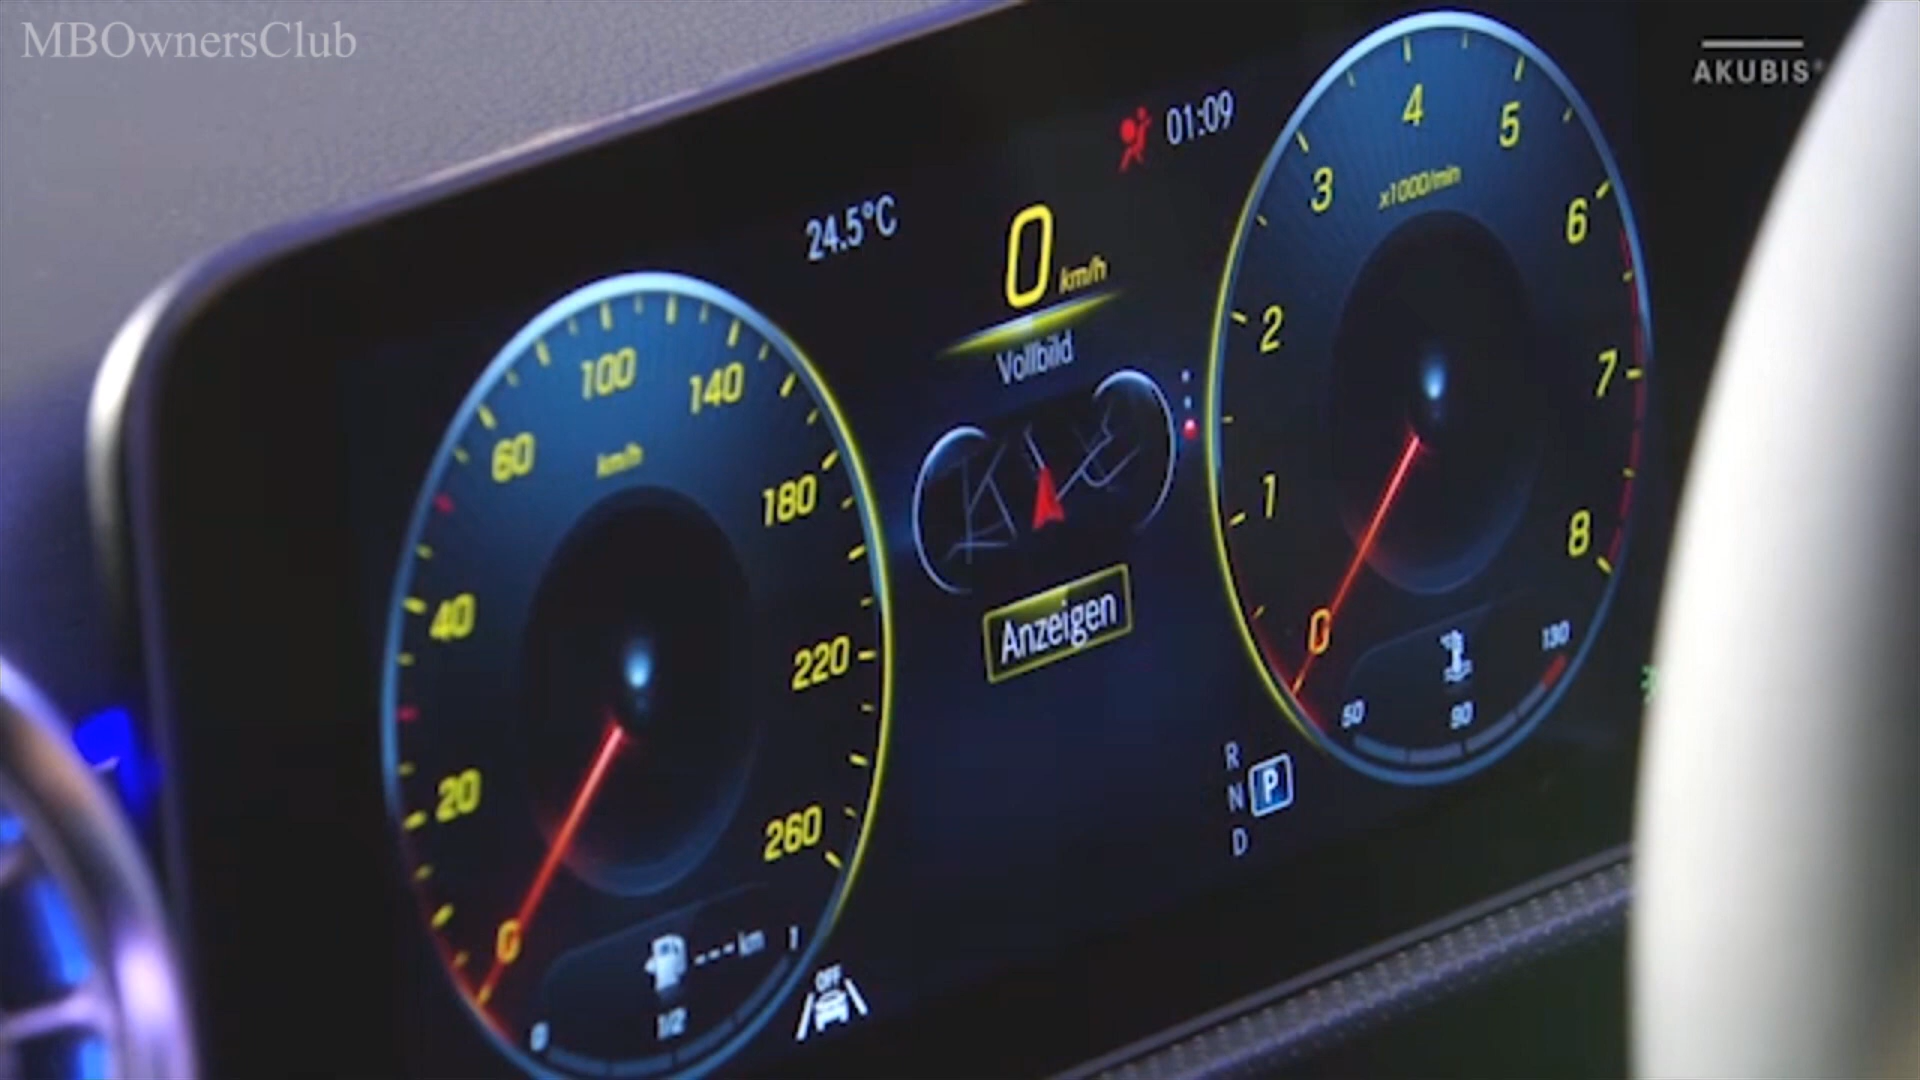 MBOwnersClub
AKUBIS®
01:09
24.5°C
0 km/h
Vollbild
Anzeigen
0
20
40
60
100
140
180
220
260
km/h
--- km
0
1/2
1
OFF
0
1
2
3
4
5
6
7
8
x1000/min
50
90
130
R
N P
D